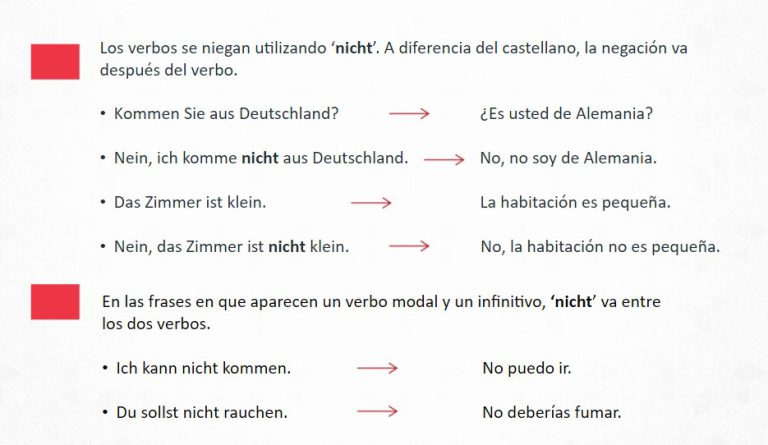 Los verbos se niegan utilizando ‘nicht’. A diferencia del castellano, la negación va
después del verbo.
• Kommen Sie aus Deutschland? → ¿Es usted de Alemania?
• Nein, ich komme nicht aus Deutschland. → No, no soy de Alemania.
• Das Zimmer ist klein. → La habitación es pequeña.
• Nein, das Zimmer ist nicht klein. → No, la habitación no es pequeña.
En las frases en que aparecen un verbo modal y un infinitivo, ‘nicht’ va entre
los dos verbos.
• Ich kann nicht kommen. → No puedo ir.
• Du sollst nicht rauchen. → No deberías fumar.